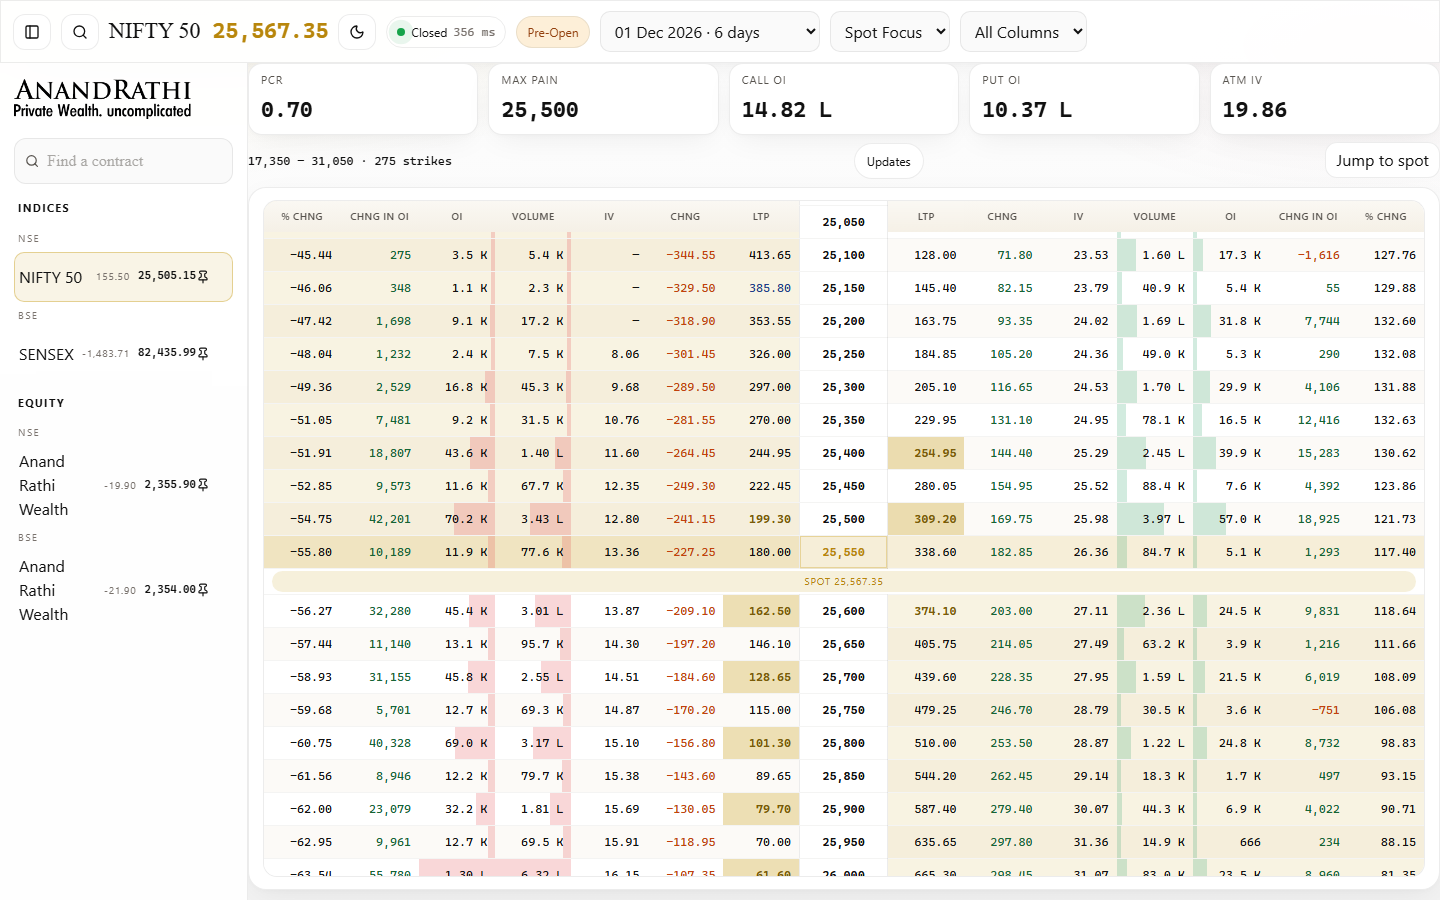 NIFTY 50 25,567.35 Closed 356 ms Pre-Open 01 Dec 2026 · 6 days Spot Focus All Columns
ANANDRATHI
Private Wealth. uncomplicated
Find a contract
INDICES
NSE
NIFTY 50 155.50 25,505.15
BSE
SENSEX -1,483.71 82,435.99
EQUITY
NSE
Anand
Rathi -19.90 2,355.90
Wealth
BSE
Anand
Rathi -21.90 2,354.00
Wealth
PCR MAX PAIN CALL OI PUT OI ATM IV
0.70 25,500 14.82 L 10.37 L 19.86
17,350 – 31,050 · 275 strikes Updates Jump to spot
% CHNG CHNG IN OI OI VOLUME IV CHNG LTP 25,050 LTP CHNG IV VOLUME OI CHNG IN OI % CHNG
−45.44 275 3.5 K 5.4 K – −344.55 413.65 25,100 128.00 71.80 23.53 1.60 L 17.3 K −1,616 127.76
−46.06 348 1.1 K 2.3 K – −329.50 385.80 25,150 145.40 82.15 23.79 40.9 K 5.4 K 55 129.88
−47.42 1,698 9.1 K 17.2 K – −318.90 353.55 25,200 163.75 93.35 24.02 1.69 L 31.8 K 7,744 132.60
−48.04 1,232 2.4 K 7.5 K 8.06 −301.45 326.00 25,250 184.85 105.20 24.36 49.0 K 5.3 K 290 132.08
−49.36 2,529 16.8 K 45.3 K 9.68 −289.50 297.00 25,300 205.10 116.65 24.53 1.70 L 29.9 K 4,106 131.88
−51.05 7,481 9.2 K 31.5 K 10.76 −281.55 270.00 25,350 229.95 131.10 24.95 78.1 K 16.5 K 12,416 132.63
−51.91 18,807 43.6 K 1.40 L 11.60 −264.45 244.95 25,400 254.95 144.40 25.29 2.45 L 39.9 K 15,283 130.62
−52.85 9,573 11.6 K 67.7 K 12.35 −249.30 222.45 25,450 280.05 154.95 25.52 88.4 K 7.6 K 4,392 123.86
−54.75 42,201 70.2 K 3.43 L 12.80 −241.15 199.30 25,500 309.20 169.75 25.98 3.97 L 57.0 K 18,925 121.73
−55.80 10,189 11.9 K 77.6 K 13.36 −227.25 180.00 25,550 338.60 182.85 26.36 84.7 K 5.1 K 1,293 117.40
SPOT 25,567.35
−56.27 32,280 45.4 K 3.01 L 13.87 −209.10 162.50 25,600 374.10 203.00 27.11 2.36 L 24.5 K 9,831 118.64
−57.44 11,140 13.1 K 95.7 K 14.30 −197.20 146.10 25,650 405.75 214.05 27.49 63.2 K 3.9 K 1,216 111.66
−58.93 31,155 45.8 K 2.55 L 14.51 −184.60 128.65 25,700 439.60 228.35 27.95 1.59 L 21.5 K 6,019 108.09
−59.68 5,701 12.7 K 69.3 K 14.87 −170.20 115.00 25,750 479.25 246.70 28.79 30.5 K 3.6 K −751 106.08
−60.75 40,328 69.0 K 3.17 L 15.10 −156.80 101.30 25,800 510.00 253.50 28.87 1.22 L 24.8 K 8,732 98.83
−61.56 8,946 12.2 K 79.7 K 15.38 −143.60 89.65 25,850 544.20 262.45 29.14 18.3 K 1.7 K 497 93.15
−62.00 23,079 32.2 K 1.81 L 15.69 −130.05 79.70 25,900 587.40 279.40 30.07 44.3 K 6.9 K 4,022 90.71
−62.95 9,961 12.7 K 69.5 K 15.91 −118.95 70.00 25,950 635.65 297.80 31.36 14.9 K 666 234 88.15
−63.54 55,780 1.30 L 6.32 L 16.15 −107.35 61.60 26,000 665.30 298.45 31.07 83.0 K 23.5 K 8,960 81.35